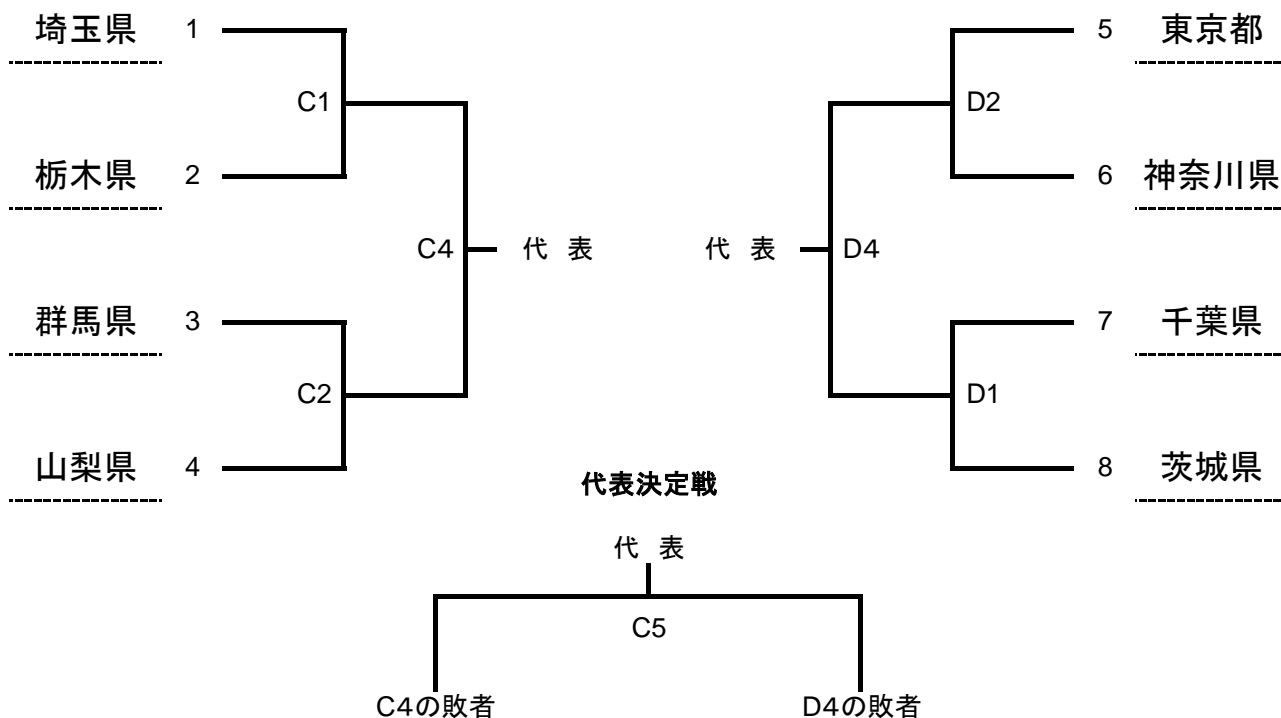 埼玉県 1 5 東京都
C1 D2
栃木県 2 6 神奈川県
C4 代 表 代 表 D4
群馬県 3 7 千葉県
C2 D1
山梨県 4 8 茨城県
代表決定戦
代 表
C5
C4の敗者 D4の敗者